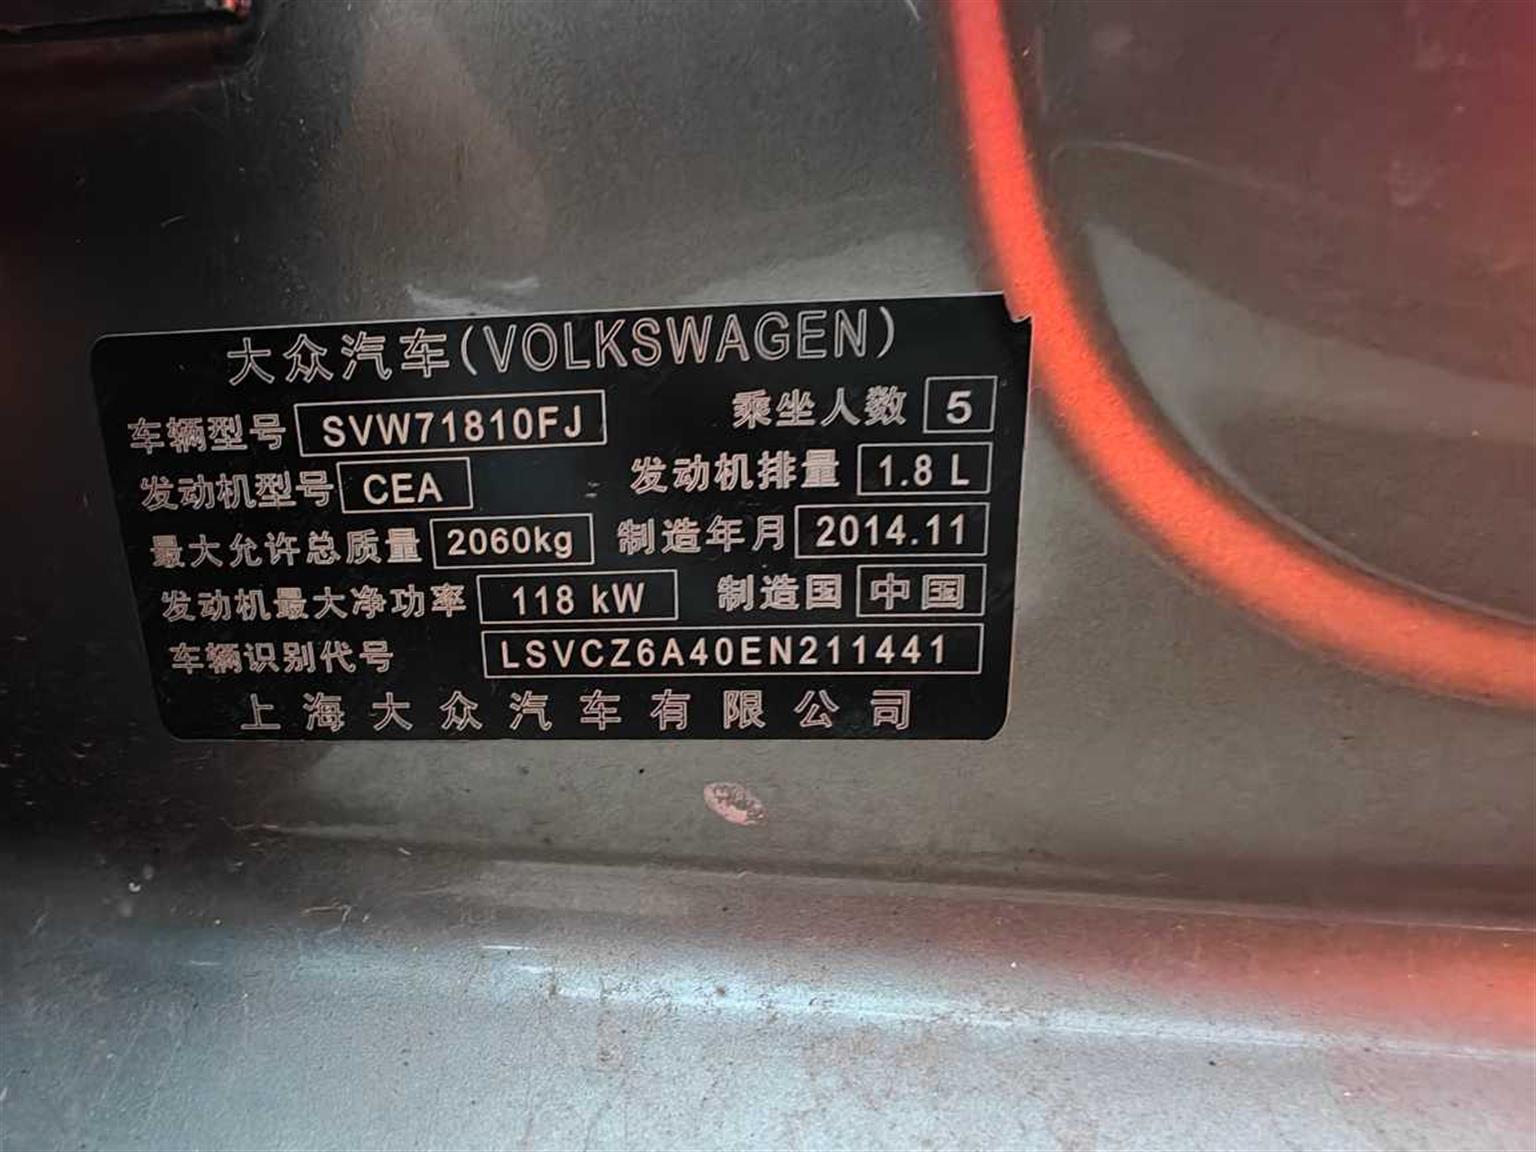 大众汽车(VOLKSWAGEN)
车辆型号 SVW71810FJ 乘坐人数 5
发动机型号 CEA 发动机排量 1.8 L
最大允许总质量 2060kg 制造年月 2014.11
发动机最大净功率 118 kW 制造国 中国
车辆识别代号 LSVCZ6A40EN211441
上海大众汽车有限公司